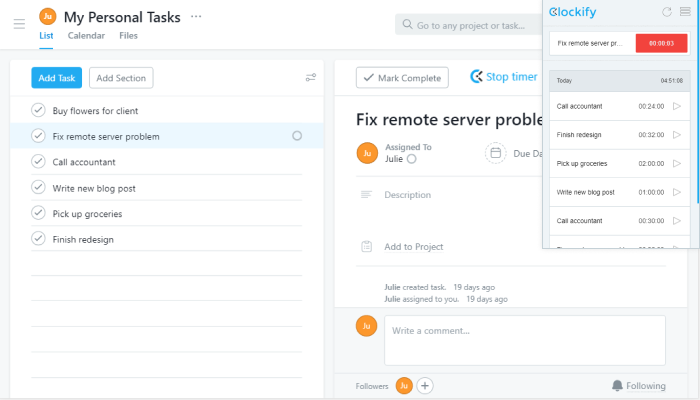 Ju My Personal Tasks ...
List Calendar Files
Go to any project or task...
Add Task Add Section
Buy flowers for client
Fix remote server problem
Call accountant
Write new blog post
Pick up groceries
Finish redesign
Mark Complete Stop timer
Fix remote server proble
Ju Assigned To
Julie
Due Da
Description
Add to Project
Julie created task. 19 days ago
Julie assigned to you. 19 days ago
Ju Write a comment...
Followers Ju + Following
Clockify
Fix remote server pr... 00:00:03
Today 04:51:00
Call accountant 00:24:00
Finish redesign 00:32:00
Pick up groceries 02:00:00
Write new blog post 01:00:00
Call accountant 00:30:00